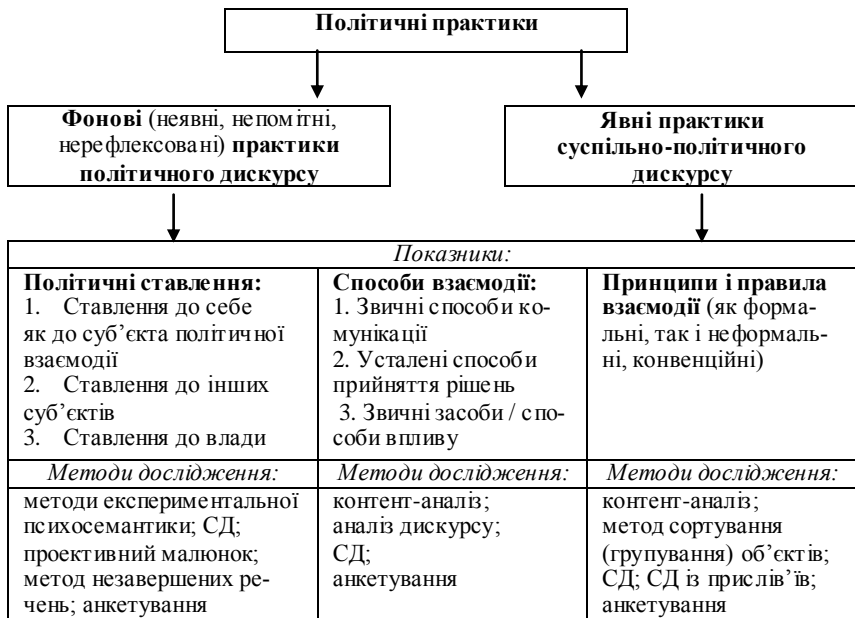 Політичні практики
Фонові (неявні, непомітні,
нерефлексовані) практики
політичного дискурсу
Явні практики
суспільно-політичного
дискурсу
Показники:
Політичні ставлення:
1. Ставлення до себе
як до суб’єкта політичної
взаємодії
2. Ставлення до інших
суб’єктів
3. Ставлення до влади
Способи взаємодії:
1. Звичні способи ко-
мунікації
2. Усталені способи
прийняття рішень
3. Звичні засоби / спо-
соби впливу
Принципи і правила
взаємодії (як форма-
льні, так і неформаль-
ні, конвенційні)
Методи дослідження:
методи експериментальної
психосемантики; СД;
проективний малюнок;
метод незавершених ре-
чень; анкетування
Методи дослідження:
контент-аналіз;
аналіз дискурсу;
СД;
анкетування
Методи дослідження:
контент-аналіз;
метод сортування
(групування) об’єктів;
СД; СД із прислів’їв;
анкетування